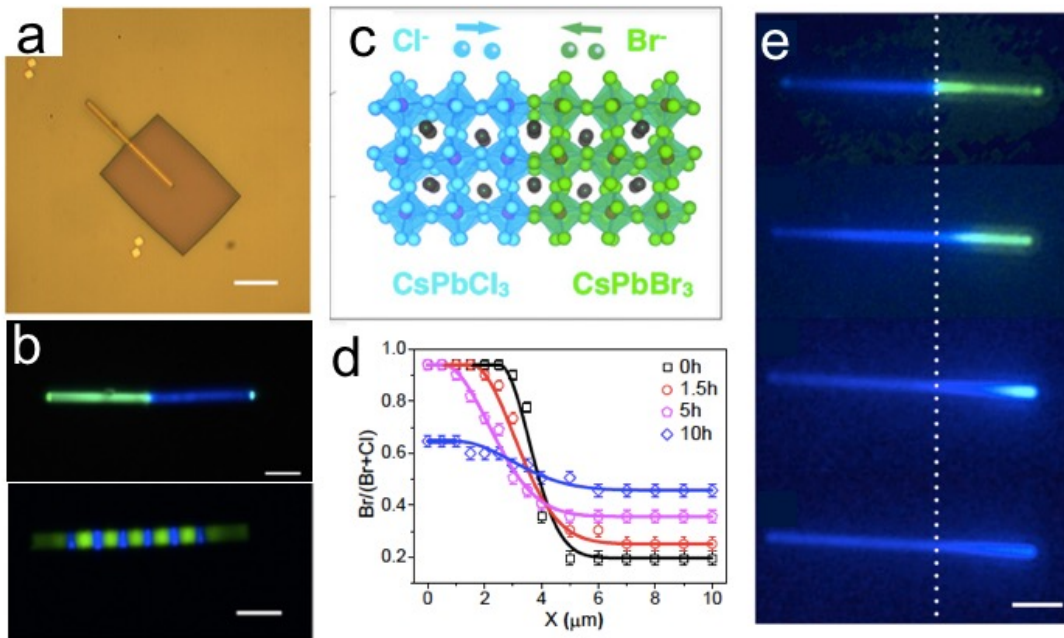 a
c
Cl⁻
Br⁻
CsPbCl₃
CsPbBr₃
b
d
1.0
0.8
0.6
0.4
0.2
Br/(Br+Cl)
0h
1.5h
5h
10h
0 2 4 6 8 10
X (μm)
e